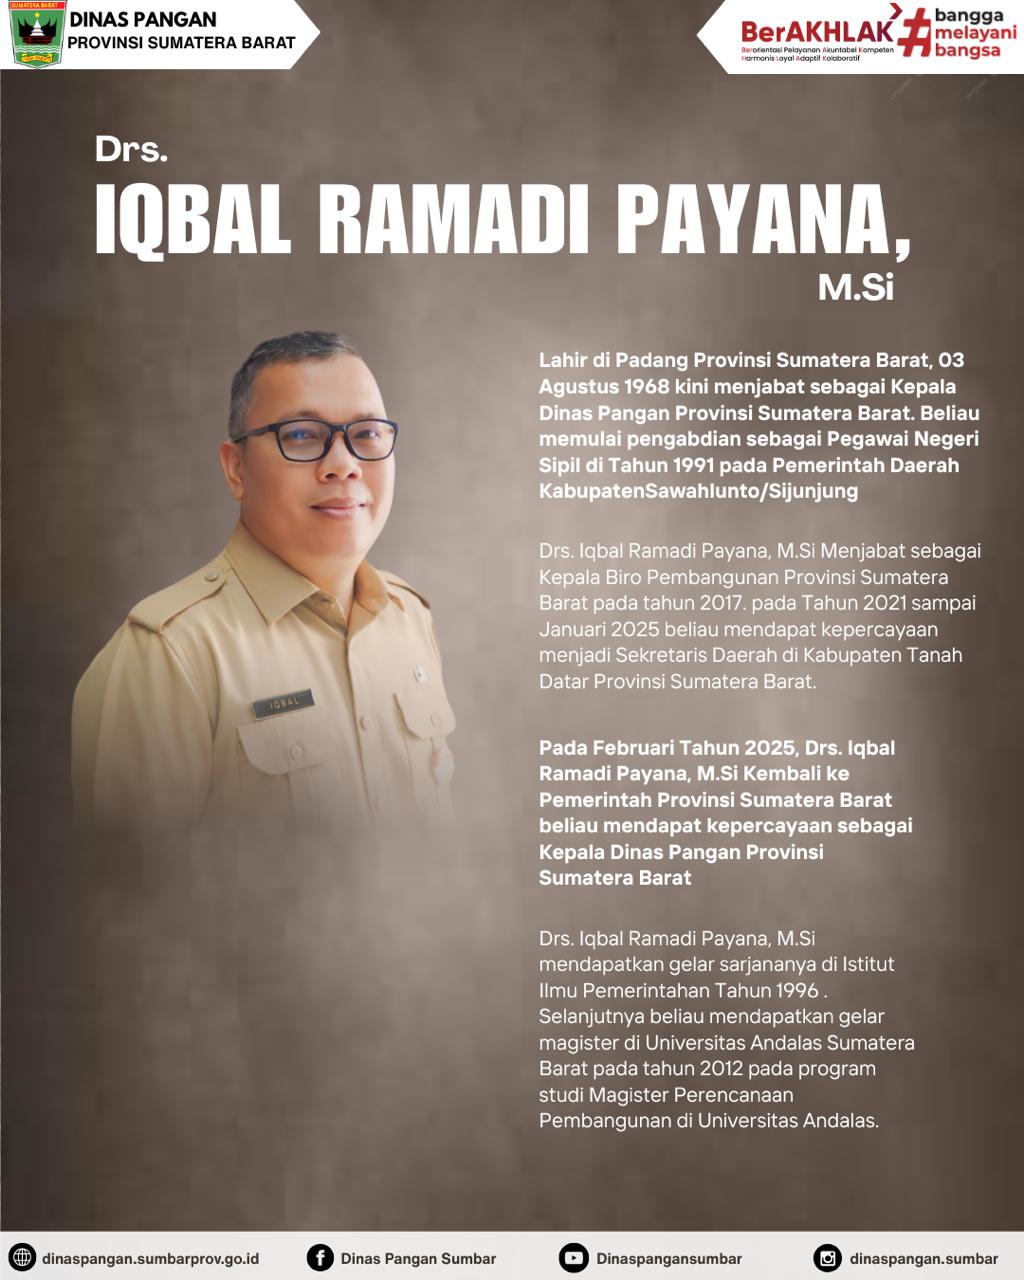 SUMATERA BARAT
DINAS PANGAN
PROVINSI SUMATERA BARAT
BerAKHLAK
Berorientasi Pelayanan Akuntabel Kompeten
Harmonis Loyal Adaptif Kolaboratif
#
bangga
melayani
bangsa
Drs.
IQBAL RAMADI PAYANA,
M.Si
Lahir di Padang Provinsi Sumatera Barat, 03
Agustus 1968 kini menjabat sebagai Kepala
Dinas Pangan Provinsi Sumatera Barat. Beliau
memulai pengabdian sebagai Pegawai Negeri
Sipil di Tahun 1991 pada Pemerintah Daerah
KabupatenSawahlunto/Sijunjung
Drs. Iqbal Ramadi Payana, M.Si Menjabat sebagai
Kepala Biro Pembangunan Provinsi Sumatera
Barat pada tahun 2017. pada Tahun 2021 sampai
Januari 2025 beliau mendapat kepercayaan
menjadi Sekretaris Daerah di Kabupaten Tanah
Datar Provinsi Sumatera Barat.
Pada Februari Tahun 2025, Drs. Iqbal
Ramadi Payana, M.Si Kembali ke
Pemerintah Provinsi Sumatera Barat
beliau mendapat kepercayaan sebagai
Kepala Dinas Pangan Provinsi
Sumatera Barat
Drs. Iqbal Ramadi Payana, M.Si
mendapatkan gelar sarjananya di Istitut
Ilmu Pemerintahan Tahun 1996 .
Selanjutnya beliau mendapatkan gelar
magister di Universitas Andalas Sumatera
Barat pada tahun 2012 pada program
studi Magister Perencanaan
Pembangunan di Universitas Andalas.
IQBAL
dinaspangan.sumbarprov.go.id
Dinas Pangan Sumbar
Dinaspangansumbar
dinaspangan.sumbar